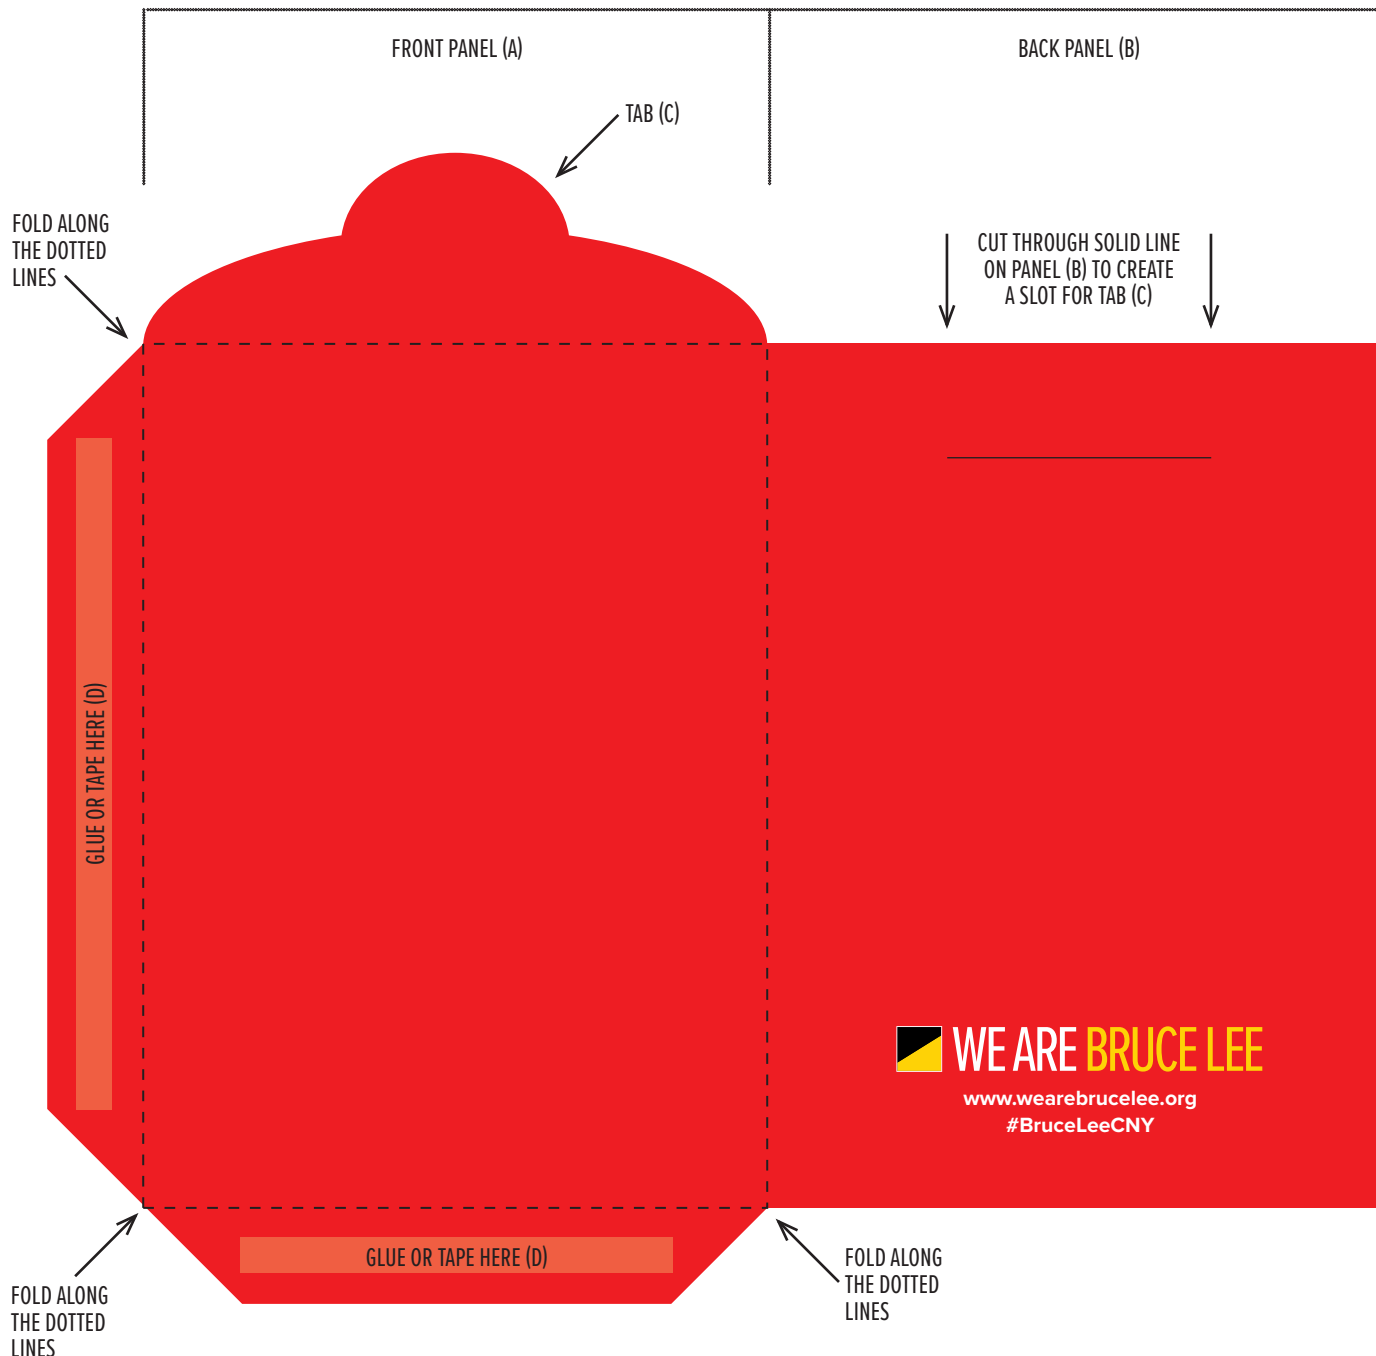 FRONT PANEL (A)
BACK PANEL (B)
TAB (C)
FOLD ALONG
THE DOTTED
LINES
CUT THROUGH SOLID LINE
ON PANEL (B) TO CREATE
A SLOT FOR TAB (C)
GLUE OR TAPE HERE (D)
WE ARE BRUCE LEE
www.wearebrucelee.org
#BruceLeeCNY
GLUE OR TAPE HERE (D)
FOLD ALONG
THE DOTTED
LINES
FOLD ALONG
THE DOTTED
LINES